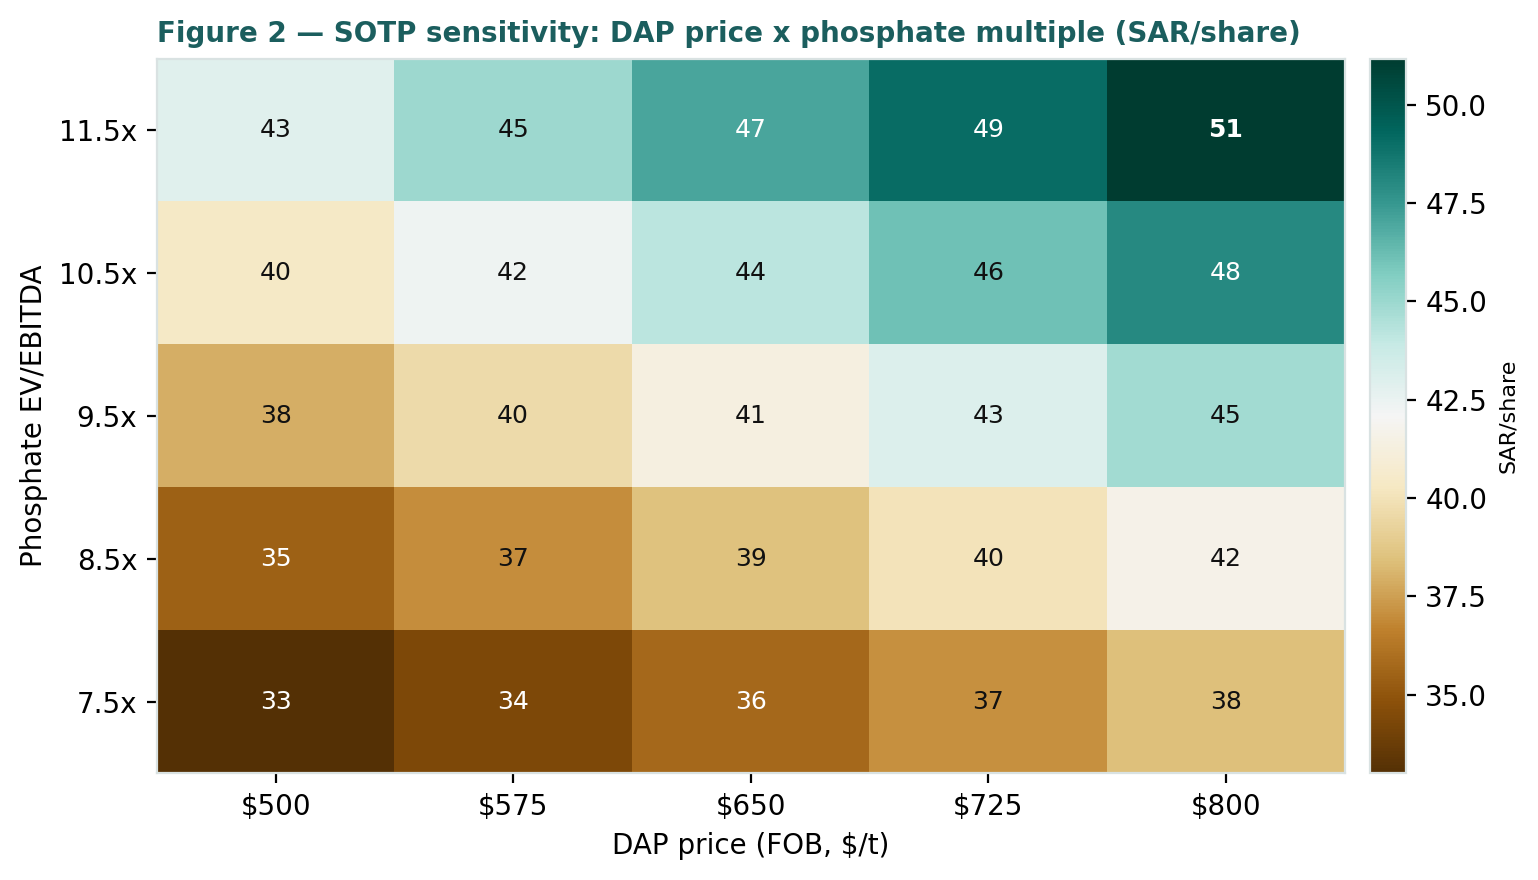 Figure 2 — SOTP sensitivity: DAP price x phosphate multiple (SAR/share)
Phosphate EV/EBITDA
11.5x 43 45 47 49 51
10.5x 40 42 44 46 48
9.5x 38 40 41 43 45
8.5x 35 37 39 40 42
7.5x 33 34 36 37 38
$500 $575 $650 $725 $800
DAP price (FOB, $/t)
50.0
47.5
45.0
42.5
40.0
37.5
35.0
SAR/share